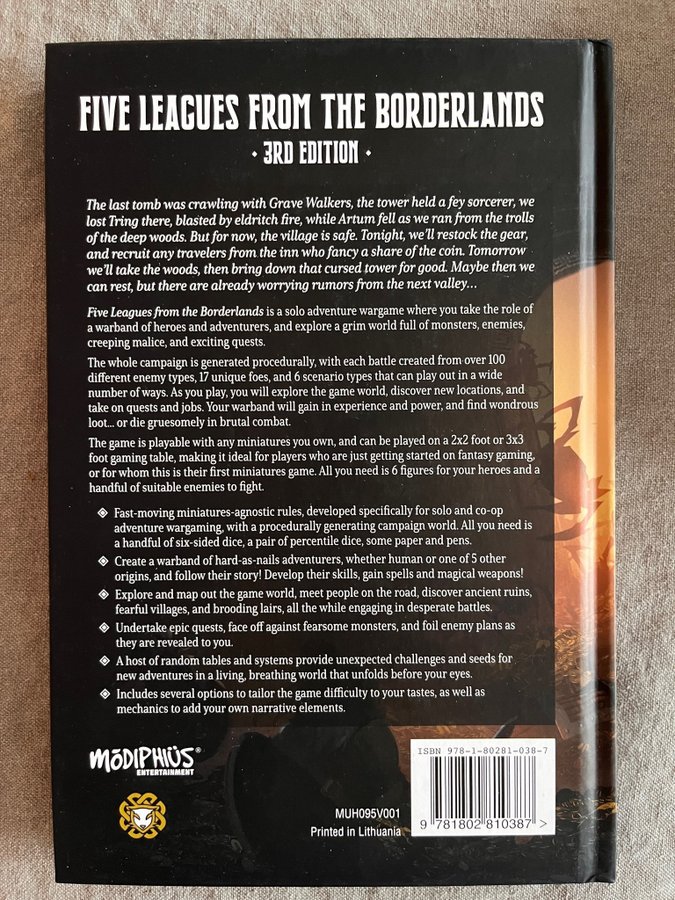 FIVE LEAGUES FROM THE BORDERLANDS
• 3RD EDITION •
The last tomb was crawling with Grave Walkers, the tower held a fey sorcerer, we
lost Tring there, blasted by eldritch fire, while Artum fell as we ran from the trolls
of the deep woods. But for now, the village is safe. Tonight, we'll restock the gear,
and recruit any travelers from the inn who fancy a share of the coin. Tomorrow
we'll take the woods, then bring down that cursed tower for good. Maybe then we
can rest, but there are already worrying rumors from the next valley...
Five Leagues from the Borderlands is a solo adventure wargame where you take the role of
a warband of heroes and adventurers, and explore a grim world full of monsters, enemies,
creeping malice, and exciting quests.
The whole campaign is generated procedurally, with each battle created from over 100
different enemy types, 17 unique foes, and 6 scenario types that can play out in a wide
number of ways. As you play, you will explore the game world, discover new locations, and
take on quests and jobs. Your warband will gain in experience and power, and find wondrous
loot... or die gruesomely in brutal combat.
The game is playable with any miniatures you own, and can be played on a 2x2 foot or 3x3
foot gaming table, making it ideal for players who are just getting started on fantasy gaming,
or for whom this is their first miniatures game. All you need is 6 figures for your heroes and a
handful of suitable enemies to fight.
◈ Fast-moving miniatures-agnostic rules, developed specifically for solo and co-op
adventure wargaming, with a procedurally generating campaign world. All you need is
a handful of six-sided dice, a pair of percentile dice, some paper and pens.
◈ Create a warband of hard-as-nails adventurers, whether human or one of 5 other
origins, and follow their story! Develop their skills, gain spells and magical weapons!
◈ Explore and map out the game world, meet people on the road, discover ancient ruins,
fearful villages, and brooding lairs, all the while engaging in desperate battles.
◈ Undertake epic quests, face off against fearsome monsters, and foil enemy plans as
they are revealed to you.
◈ A host of random tables and systems provide unexpected challenges and seeds for
new adventures in a living, breathing world that unfolds before your eyes.
◈ Includes several options to tailor the game difficulty to your tastes, as well as
mechanics to add your own narrative elements.
MŌDIPHIÜS®
ENTERTAINMENT
MUH095V001
Printed in Lithuania
ISBN 978-1-80281-038-7
9 781802 810387 >